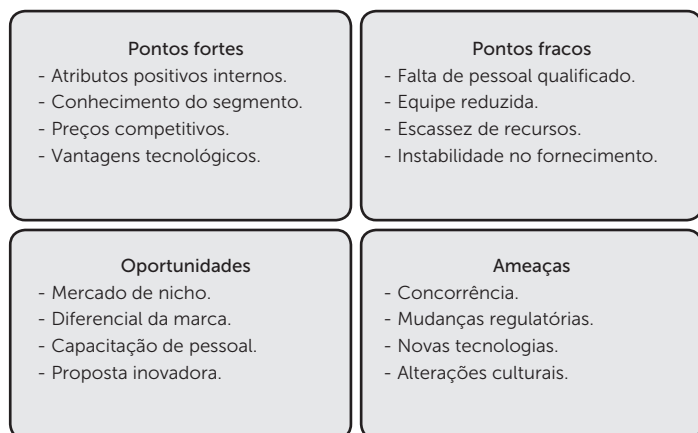 Pontos fortes
- Atributos positivos internos.
- Conhecimento do segmento.
- Preços competitivos.
- Vantagens tecnológicos.
Pontos fracos
- Falta de pessoal qualificado.
- Equipe reduzida.
- Escassez de recursos.
- Instabilidade no fornecimento.
Oportunidades
- Mercado de nicho.
- Diferencial da marca.
- Capacitação de pessoal.
- Proposta inovadora.
Ameaças
- Concorrência.
- Mudanças regulatórias.
- Novas tecnologias.
- Alterações culturais.